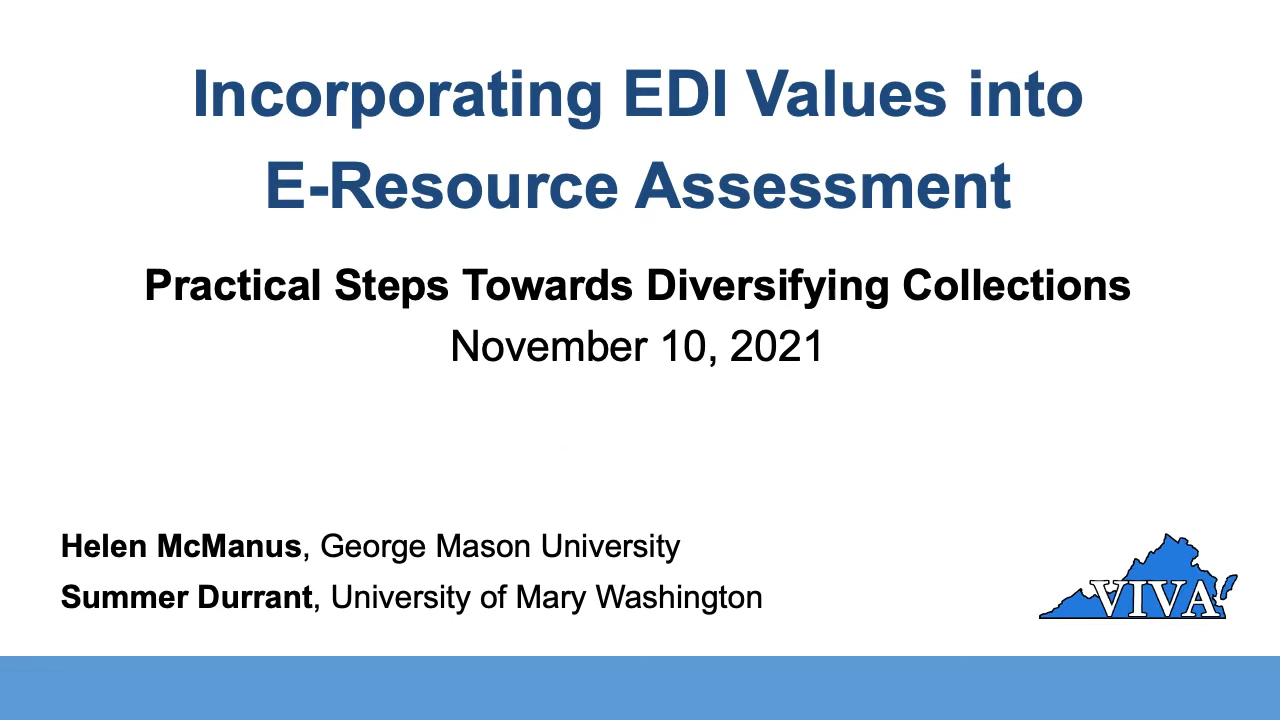 Incorporating EDI Values into
E-Resource Assessment
Practical Steps Towards Diversifying Collections
November 10, 2021
Helen McManus, George Mason University
Summer Durrant, University of Mary Washington
VIVA